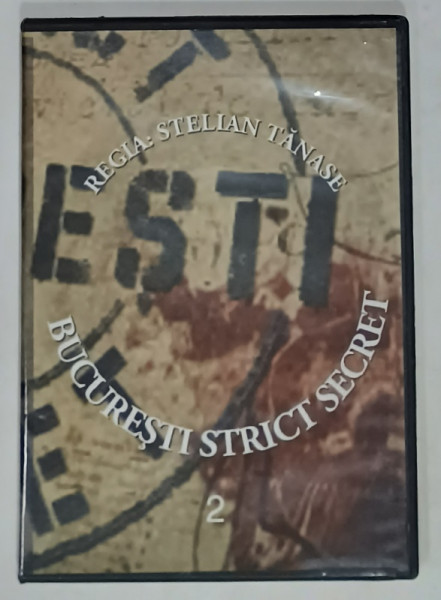 REGIA: STELIAN TĂNASE
ESTI
BUCUREȘTI STRICT SECRET
2